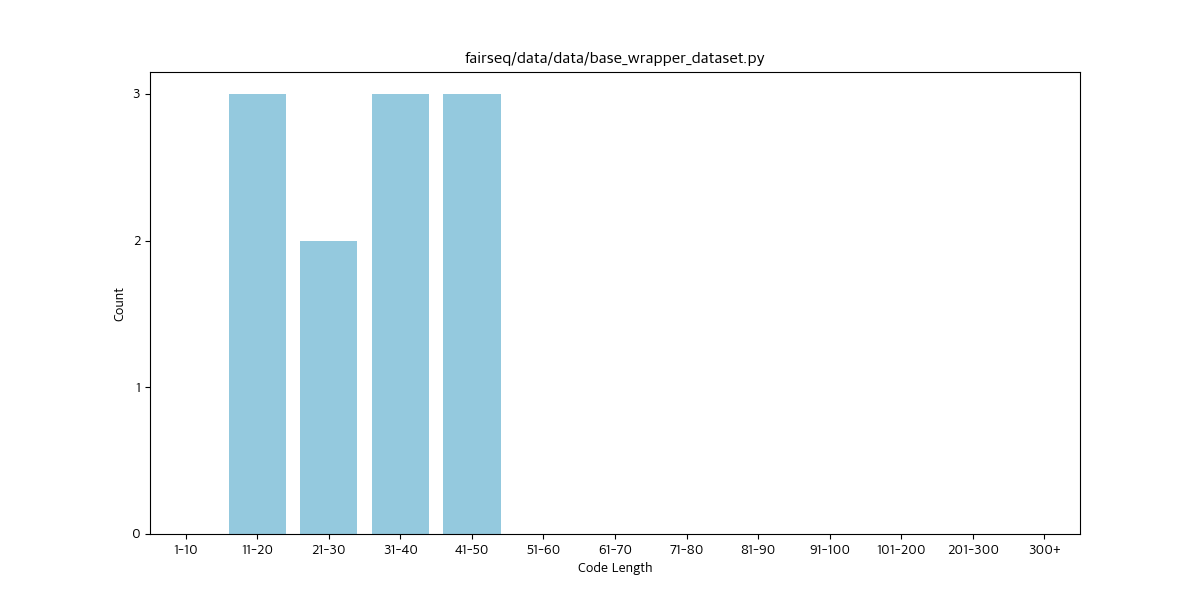 fairseq/data/data/base_wrapper_dataset.py
Count
3
2
1
0
1-10 11-20 21-30 31-40 41-50 51-60 61-70 71-80 81-90 91-100 101-200 201-300 300+
Code Length